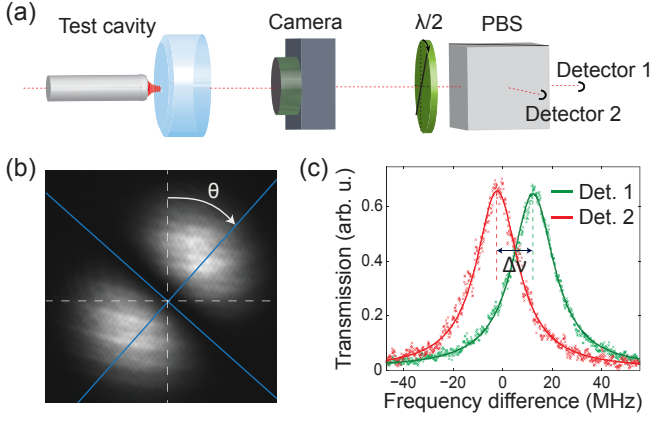 (a)
Test cavity
Camera
λ/2
PBS
Detector 1
Detector 2
(b)
θ
(c)
Transmission (arb. u.)
0.6
0.4
0.2
0
Det. 1
Det. 2
Δν
−40 −20 0 20 40
Frequency difference (MHz)